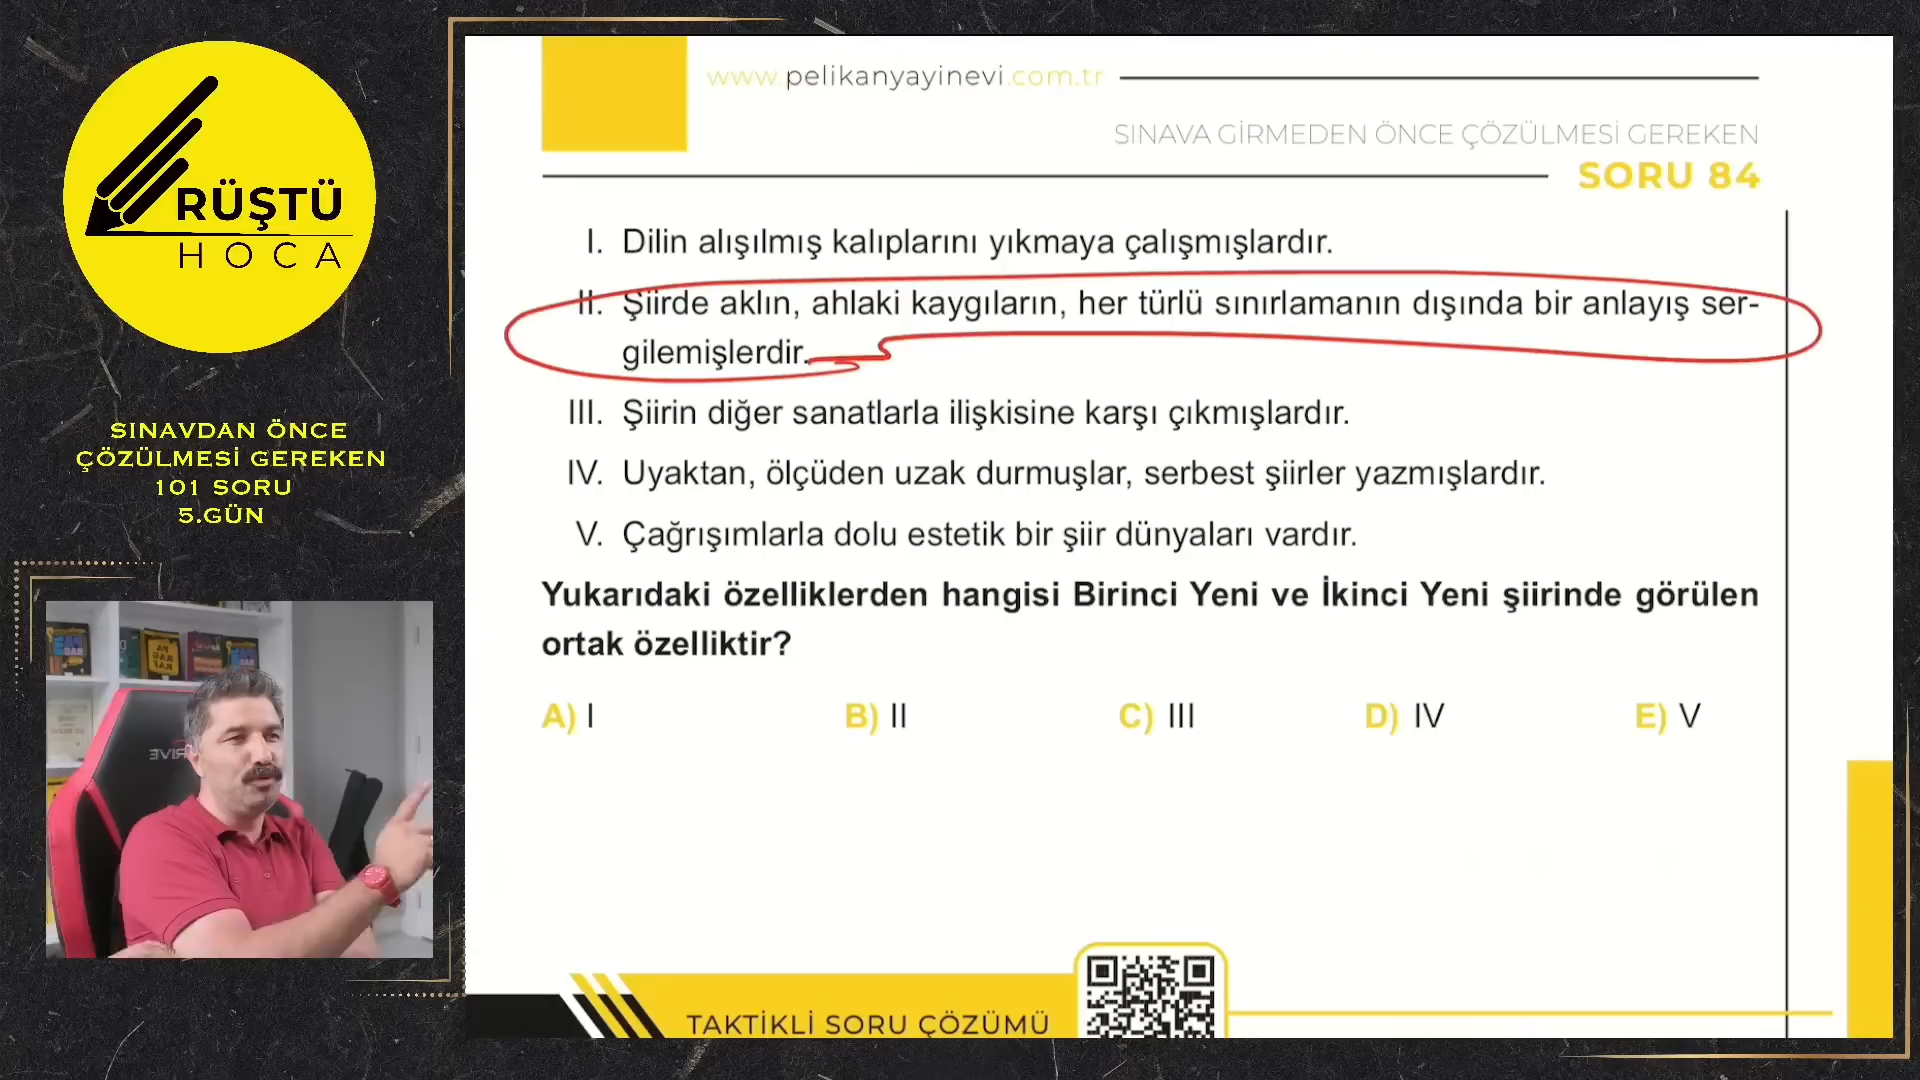 RÜŞTÜ
HOCA
SINAVDAN ÖNCE
ÇÖZÜLMESİ GEREKEN
101 SORU
5.GÜN
www.pelikanyayinevi.com.tr
SINAVA GİRMEDEN ÖNCE ÇÖZÜLMESİ GEREKEN
SORU 84
I. Dilin alışılmış kalıplarını yıkmaya çalışmışlardır.
II. Şiirde aklın, ahlaki kaygıların, her türlü sınırlamanın dışında bir anlayış ser-
gilemişlerdir.
III. Şiirin diğer sanatlarla ilişkisine karşı çıkmışlardır.
IV. Uyaktan, ölçüden uzak durmuşlar, serbest şiirler yazmışlardır.
V. Çağrışımlarla dolu estetik bir şiir dünyaları vardır.
Yukarıdaki özelliklerden hangisi Birinci Yeni ve İkinci Yeni şiirinde görülen
ortak özelliktir?
A) I B) II C) III D) IV E) V
TAKTİKLİ SORU ÇÖZÜMÜ